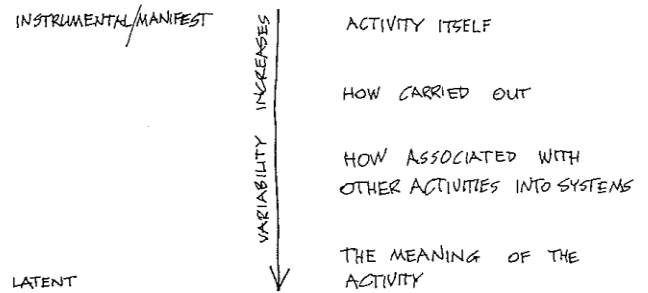 INSTRUMENTAL/MANIFEST
ACTIVITY ITSELF
VARIABILITY INCREASES
HOW CARRIED OUT
HOW ASSOCIATED WITH
OTHER ACTIVITIES INTO SYSTEMS
LATENT
THE MEANING OF THE
ACTIVITY